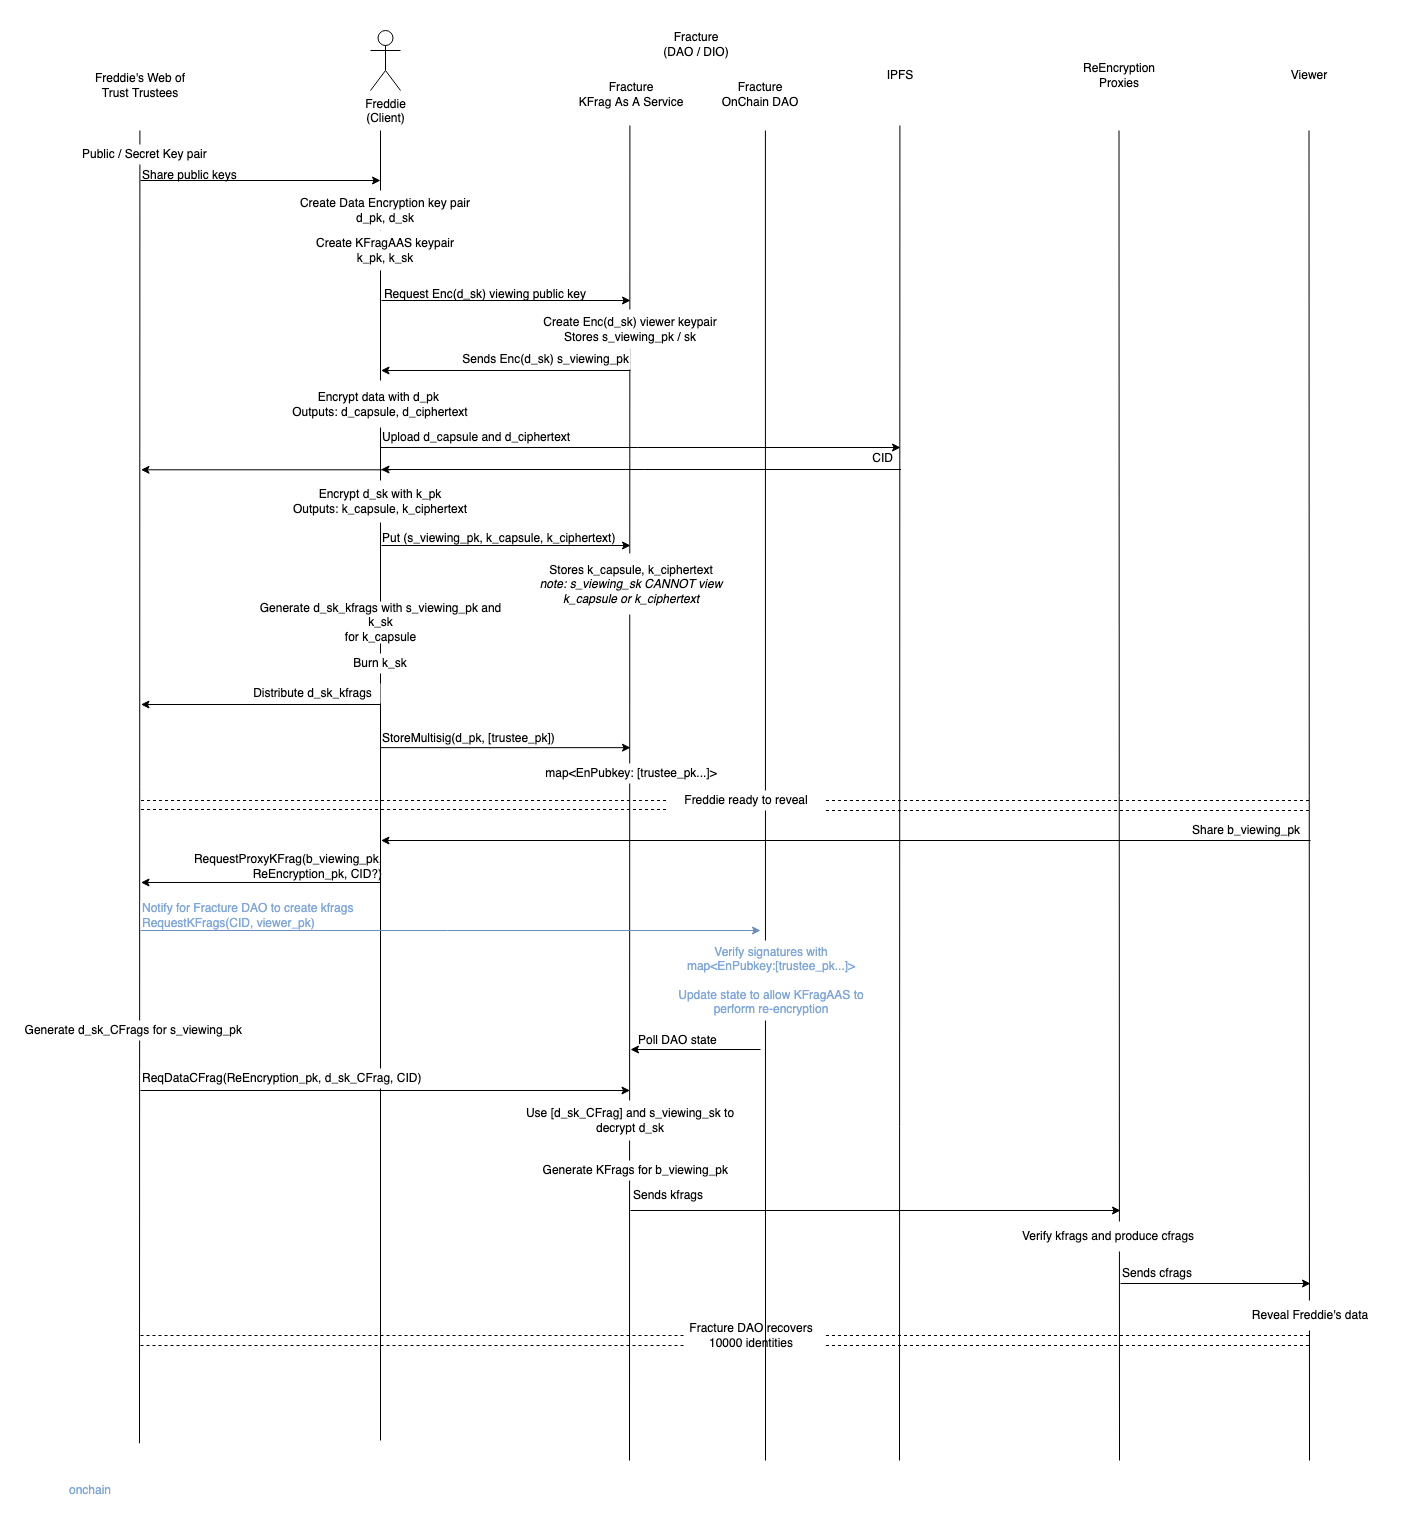 Fracture
(DAO / DIO)
Freddie's Web of
Trust Trustees
Freddie
(Client)
Fracture
KFrag As A Service
Fracture
OnChain DAO
IPFS
ReEncryption
Proxies
Viewer
Public / Secret Key pair
Share public keys
Create Data Encryption key pair
d_pk, d_sk
Create KFragAAS keypair
k_pk, k_sk
Request Enc(d_sk) viewing public key
Create Enc(d_sk) viewer keypair
Stores s_viewing_pk / sk
Sends Enc(d_sk) s_viewing_pk
Encrypt data with d_pk
Outputs: d_capsule, d_ciphertext
Upload d_capsule and d_ciphertext
CID
Encrypt d_sk with k_pk
Outputs: k_capsule, k_ciphertext
Put (s_viewing_pk, k_capsule, k_ciphertext)
Stores k_capsule, k_ciphertext
note: s_viewing_sk CANNOT view
k_capsule or k_ciphertext
Generate d_sk_kfrags with s_viewing_pk and
k_sk
for k_capsule
Burn k_sk
Distribute d_sk_kfrags
StoreMultisig(d_pk, [trustee_pk])
map<EnPubkey: [trustee_pk...]>
Freddie ready to reveal
Share b_viewing_pk
RequestProxyKFrag(b_viewing_pk,
ReEncryption_pk, CID?)
Notify for Fracture DAO to create kfrags
RequestKFrags(CID, viewer_pk)
Verify signatures with
map<EnPubkey:[trustee_pk...]>
Update state to allow KFragAAS to
perform re-encryption
Generate d_sk_CFrags for s_viewing_pk
Poll DAO state
ReqDataCFrag(ReEncryption_pk, d_sk_CFrag, CID)
Use [d_sk_CFrag] and s_viewing_sk to
decrypt d_sk
Generate KFrags for b_viewing_pk
Sends kfrags
Verify kfrags and produce cfrags
Sends cfrags
Reveal Freddie's data
Fracture DAO recovers
10000 identities
onchain